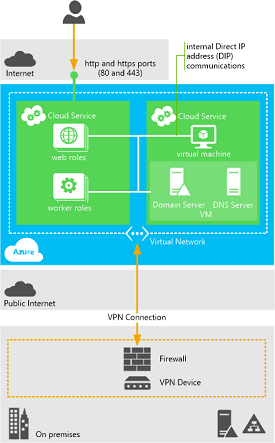 http and https ports
(80 and 443)
internal Direct IP
address (DIP)
communications
Internet
Cloud Service
Cloud Service
web roles
virtual machine
worker roles
Domain Server
DNS Server
VM
Virtual Network
Azure
Public Internet
VPN Connection
Firewall
VPN Device
On premises